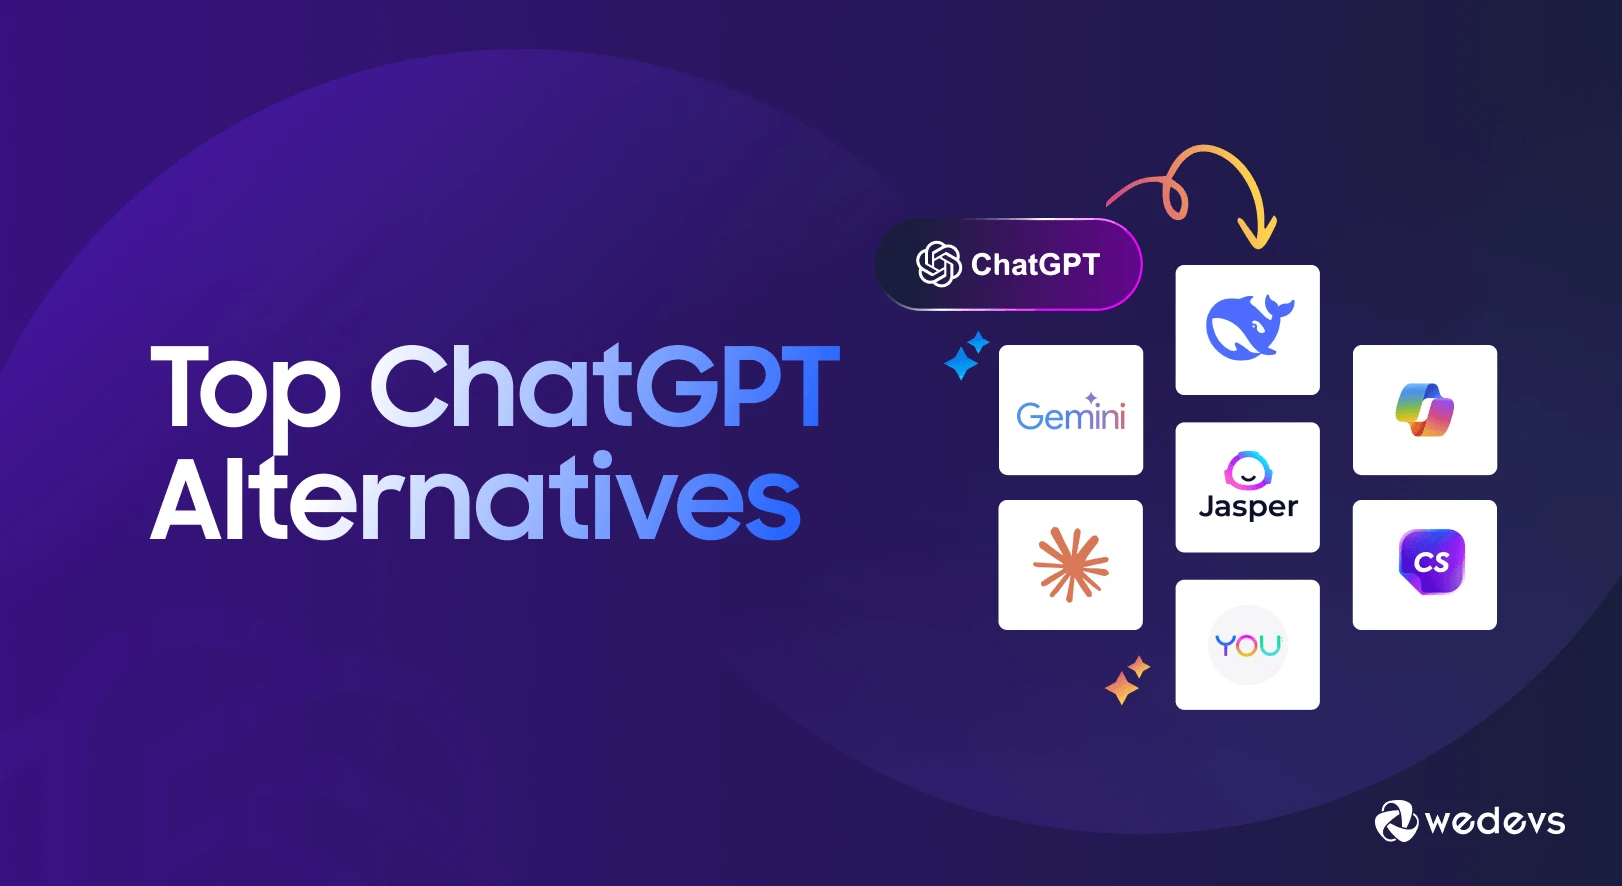 Top ChatGPT
Alternatives
ChatGPT
Gemini
Jasper
CS
YOU
wedevs